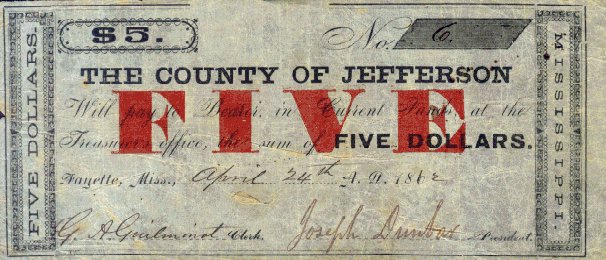 $5.
No. 6.
FIVE DOLLARS.
MISSISSIPPI.
THE COUNTY OF JEFFERSON
Will pay to Bearer, in Current Funds, at the
FIVE
Treasurer's office, the sum of FIVE DOLLARS.
Fayette, Miss., April 24th A. D. 1862
G. A. Guilminot Clerk. Joseph Dunbar President.